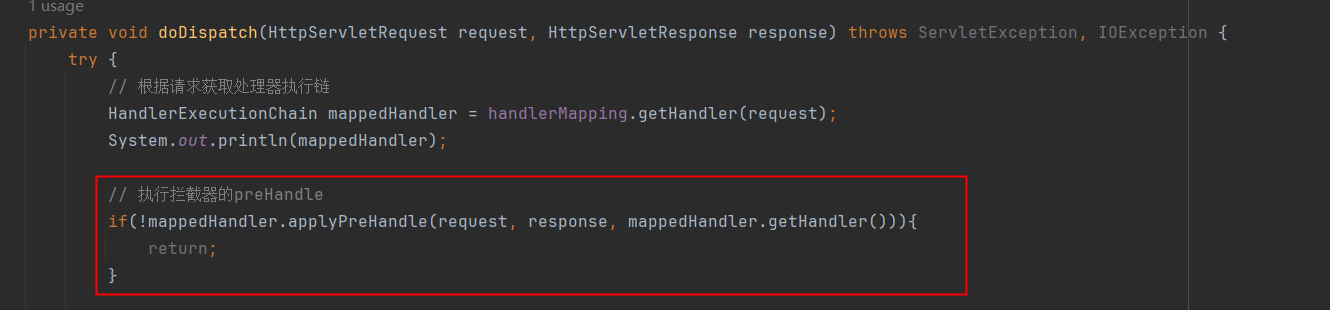 1 usage
private void doDispatch(HttpServletRequest request, HttpServletResponse response) throws ServletException, IOException {
try {
// 根据请求获取处理器执行链
HandlerExecutionChain mappedHandler = handlerMapping.getHandler(request);
System.out.println(mappedHandler);
// 执行拦截器的preHandle
if(!mappedHandler.applyPreHandle(request, response, mappedHandler.getHandler())){
return;
}